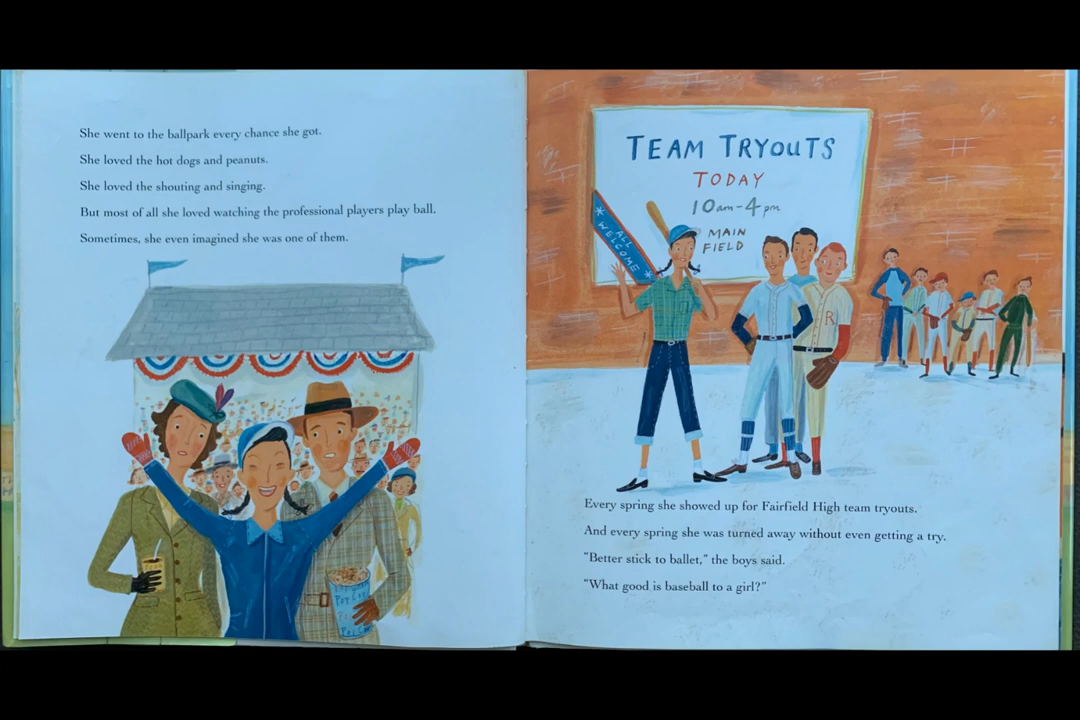 She went to the ballpark every chance she got.
She loved the hot dogs and peanuts.
She loved the shouting and singing.
But most of all she loved watching the professional players play ball.
Sometimes, she even imagined she was one of them.
TEAM TRYOUTS
TODAY
10am-4pm
MAIN
FIELD
ALL
WELCOME
R
Every spring she showed up for Fairfield High team tryouts.
And every spring she was turned away without even getting a try.
“Better stick to ballet,” the boys said.
“What good is baseball to a girl?”